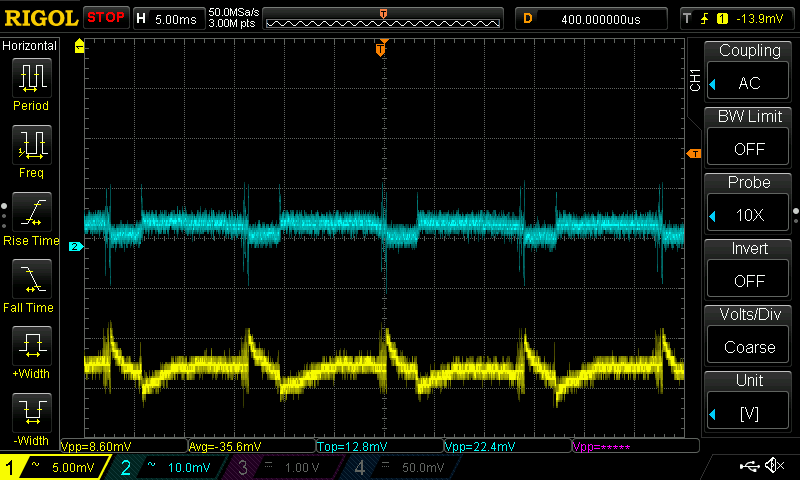 RIGOL STOP H 5.00ms 50.0MSa/s 3.00M pts T D 400.000000us T 1 -13.9mV
Horizontal
Period
Freq
Rise Time
Fall Time
+Width
-Width
T
T
2
CH1
Coupling
AC
BW Limit
OFF
Probe
10X
Invert
OFF
Volts/Div
Coarse
Unit
[V]
Vpp=8.60mV Avg=-35.6mV Top=12.8mV Vpp=22.4mV Vpp=*****
1 ~ 5.00mV 2 ~ 10.0mV 3 = 1.00 V 4 = 50.0mV